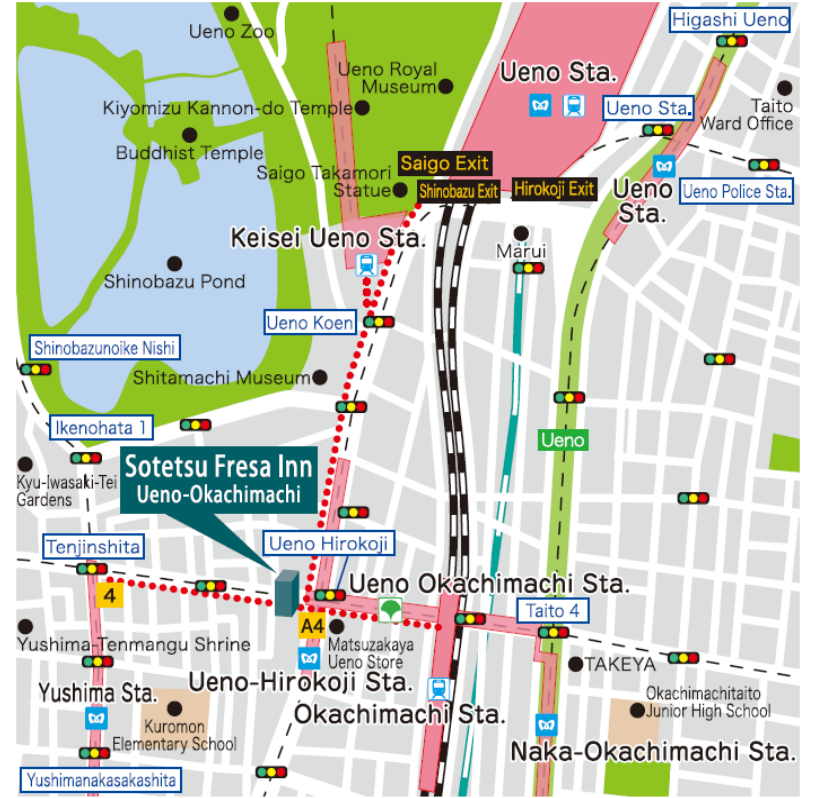 Ueno Zoo
Higashi Ueno
Ueno Royal
Museum
Ueno Sta.
Kiyomizu Kannon-do Temple
Ueno Sta.
Taito
Ward Office
Buddhist Temple
Saigo Exit
Saigo Takamori
Statue
Shinobazu Exit
Hirokoji Exit
Ueno
Sta.
Ueno Police Sta.
Keisei Ueno Sta.
Marui
Shinobazu Pond
Ueno Koen
Shinobazunoike Nishi
Shitamachi Museum
Ikenohata 1
Ueno
Sotetsu Fresa Inn
Ueno-Okachimachi
Kyu-Iwasaki-Tei
Gardens
Tenjinshita
Ueno Hirokoji
Ueno Okachimachi Sta.
4
Taito 4
A4
Yushima-Tenmangu Shrine
Matsuzakaya
Ueno Store
TAKEYA
Ueno-Hirokoji Sta.
Yushima Sta.
Okachimachi Sta.
Okachimachitaito
Junior High School
Kuromon
Elementary School
Naka-Okachimachi Sta.
Yushimanakasakashita